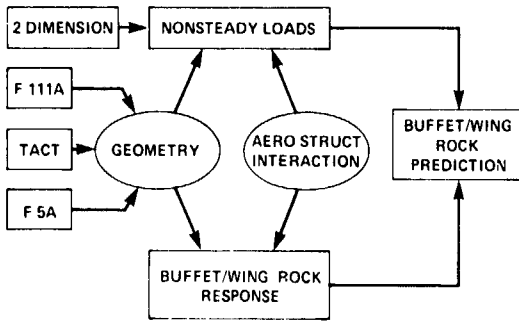 2 DIMENSION
NONSTEADY LOADS
F 111A
TACT
F 5A
GEOMETRY
AERO STRUCT
INTERACTION
BUFFET/WING
ROCK
PREDICTION
BUFFET/WING ROCK
RESPONSE